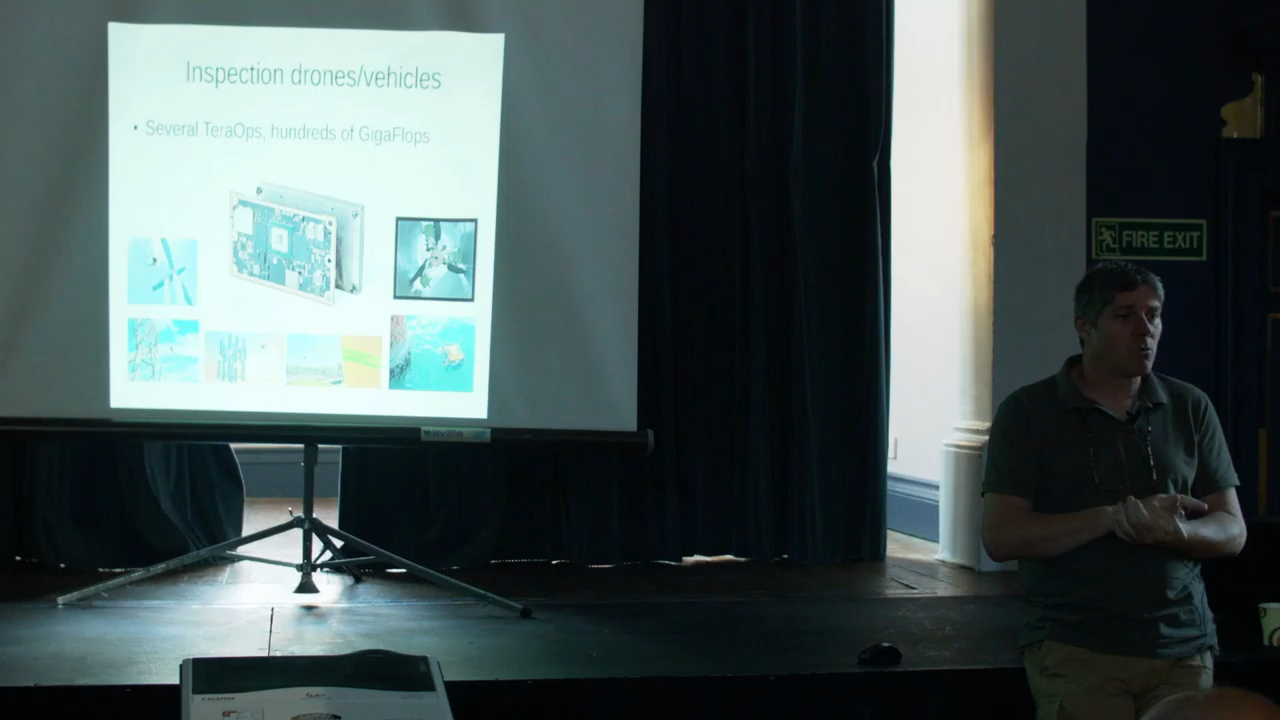 Inspection drones/vehicles
• Several TeraOps, hundreds of GigaFlops
FIRE EXIT